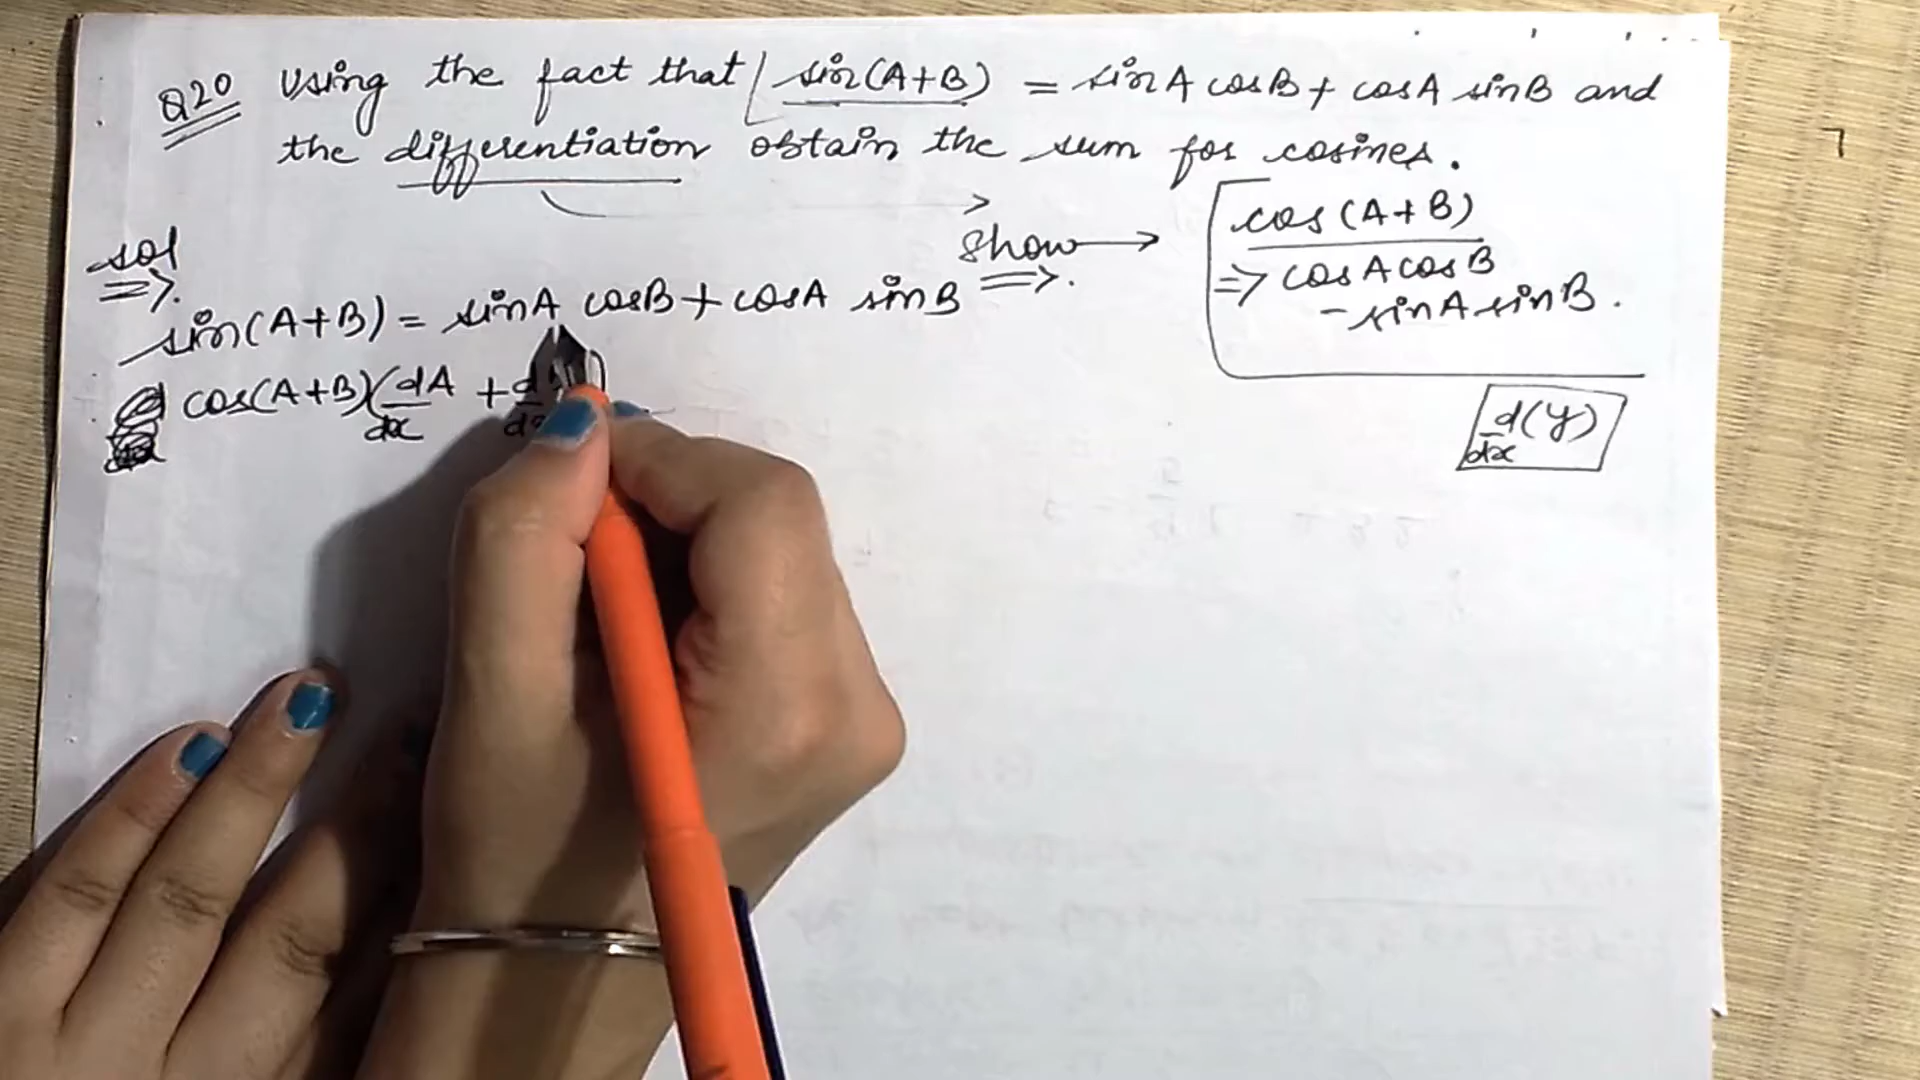 Q20 Using the fact that sin(A+B) = sinA cosB + cosA sinB and
the differentiation obtain the sum for cosines.
sol
⇒.
show →
⇒.
cos(A+B)
⇒ cosA cosB
- sinA sinB.
sin(A+B) = sinA cosB + cosA sinB
cos(A+B)(dA/dx + d
d/dx(y)